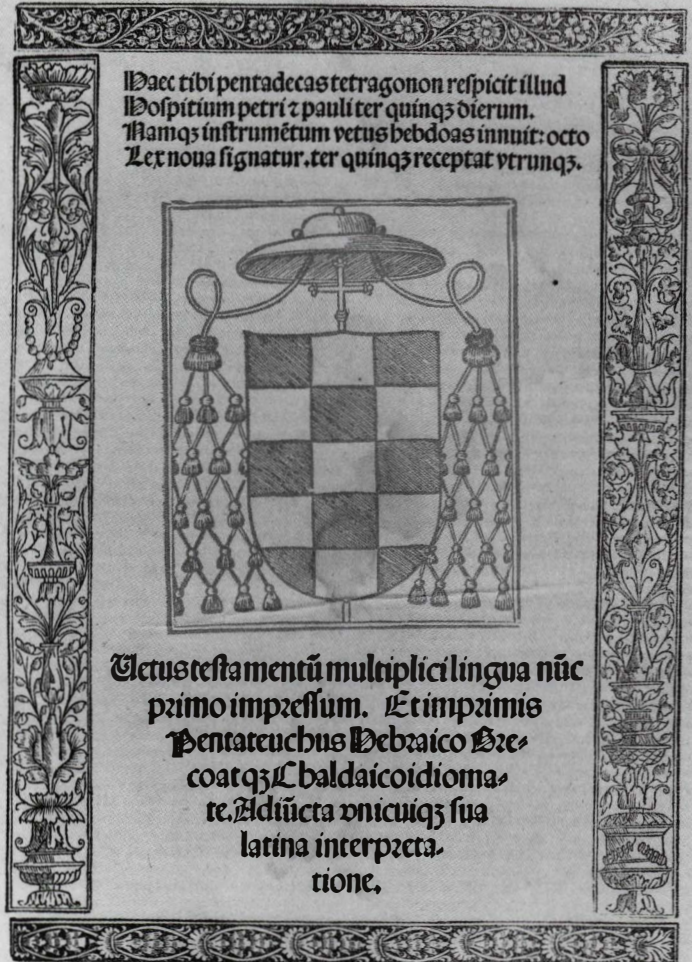 Haec tibi pentadecas tetragonon respicit illud
Hospitium petri ⁊ pauli ter quinqꝫ dierum.
Namqꝫ instrumētum vetus hebdoas innuit: octo
Lex noua signatur. ter quinqꝫ receptat vtrunqꝫ.
Uetus testamentū multiplici lingua nūc
primo impressum. Et imprimis
Pentateuchus Hebraico Gre-
co atqꝫ Chaldaico idioma-
te. Adiūcta vnicuiqꝫ sua
latina interpreta-
tione.